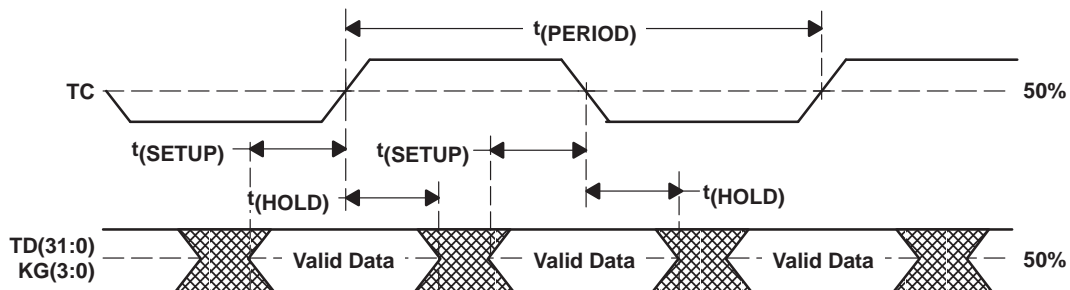 t(PERIOD)
TC
50%
t(SETUP)
t(SETUP)
t(HOLD)
t(HOLD)
TD(31:0)
KG(3:0)
Valid Data
Valid Data
Valid Data
50%